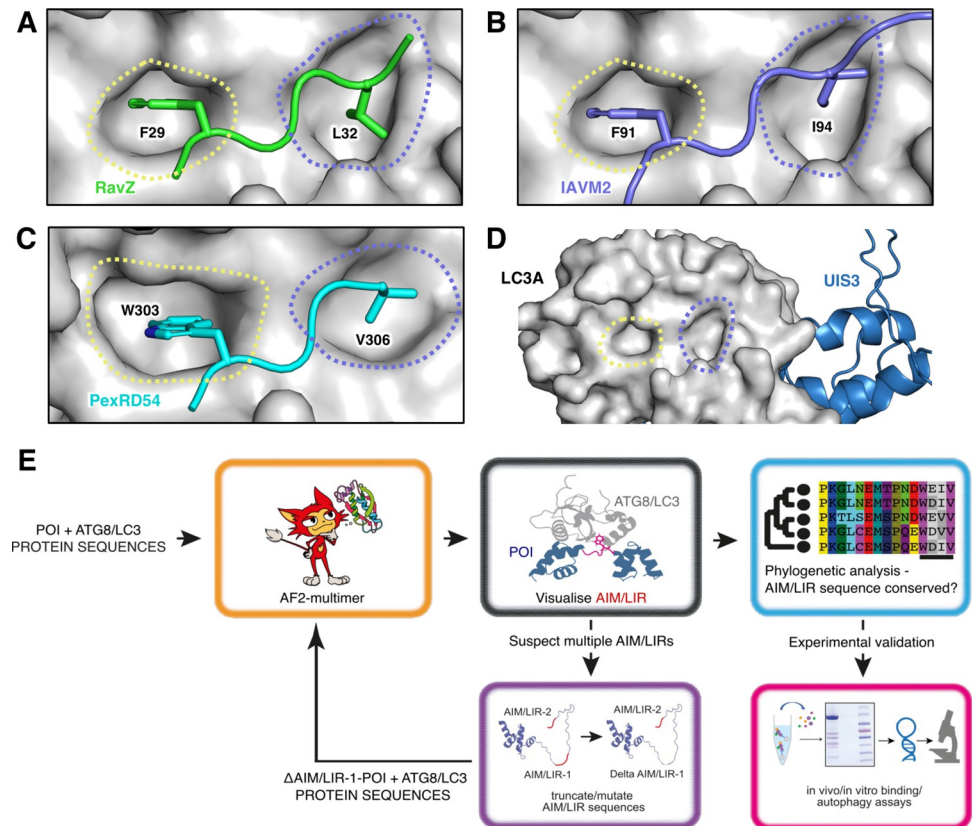 A
F29
L32
RavZ
B
F91
I94
IAVM2
C
W303
V306
PexRD54
D
LC3A
UIS3
E
POI + ATG8/LC3
PROTEIN SEQUENCES
AF2-multimer
ATG8/LC3
POI
Visualise AIM/LIR
PKGLNEMTPNDWEIV
PKGLNEMTPNDWDIV
PKTLSEMSPNDWEVV
PKGLCEMSPNDWDVV
PKGLCEMSPQEWDIV
Phylogenetic analysis -
AIM/LIR sequence conserved?
Suspect multiple AIM/LIRs
Experimental validation
AIM/LIR-2
AIM/LIR-1
AIM/LIR-2
Delta AIM/LIR-1
truncate/mutate
AIM/LIR sequences
ΔAIM/LIR-1-POI + ATG8/LC3
PROTEIN SEQUENCES
in vivo/in vitro binding/
autophagy assays